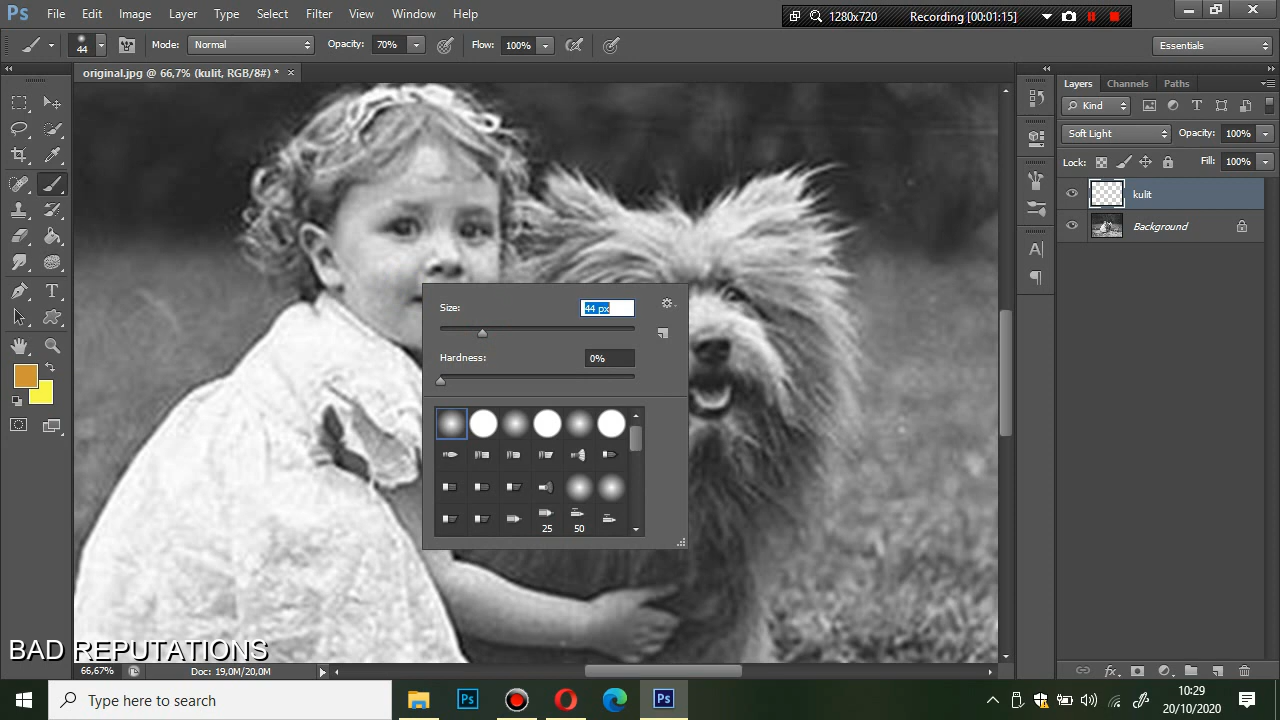 Ps File Edit Image Layer Type Select Filter View Window Help
1280x720 Recording [00:01:15]
44 Mode: Normal Opacity: 70% Flow: 100% Essentials
original.jpg @ 66,7% (kulit, RGB/8#) * ×
Layers Channels Paths
Kind
Soft Light Opacity: 100%
Lock: Fill: 100%
kulit
Background
Size: 44 px
Hardness: 0%
25 50
BAD REPUTATIONS
66,67% Doc: 19,0M/20,0M
Type here to search
Ps Ps
10:29
20/10/2020